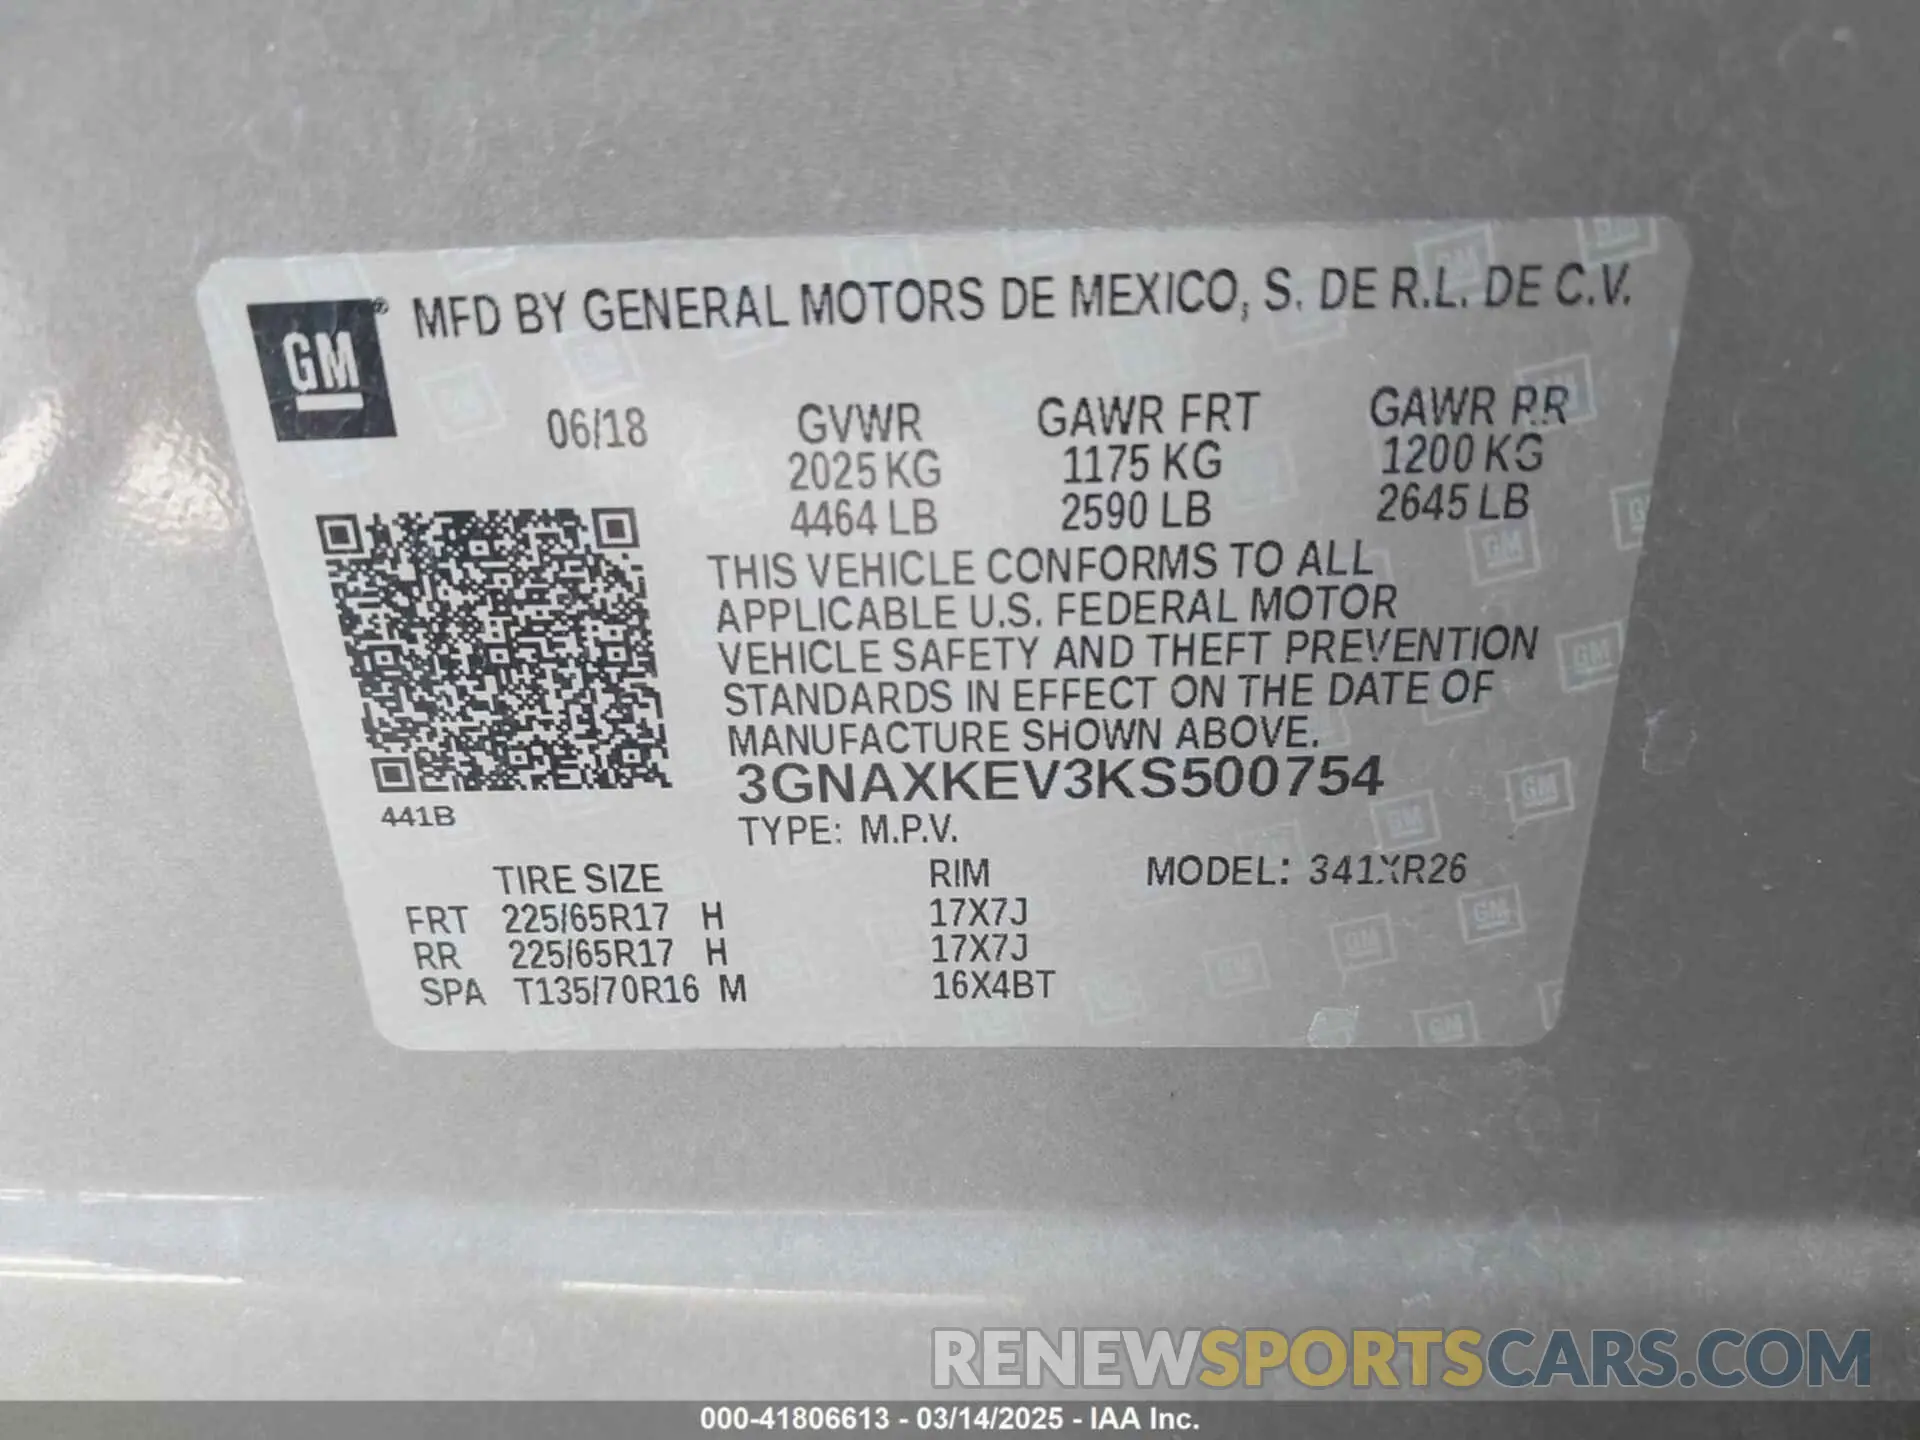 GM ® MFD BY GENERAL MOTORS DE MEXICO, S. DE R.L. DE C.V.
06/18 GVWR GAWR FRT GAWR RR
2025 KG 1175 KG 1200 KG
4464 LB 2590 LB 2645 LB
THIS VEHICLE CONFORMS TO ALL
APPLICABLE U.S. FEDERAL MOTOR
VEHICLE SAFETY AND THEFT PREVENTION
STANDARDS IN EFFECT ON THE DATE OF
MANUFACTURE SHOWN ABOVE.
3GNAXKEV3KS500754
441B
TYPE: M.P.V.
TIRE SIZE RIM MODEL: 341XR26
FRT 225/65R17 H 17X7J
RR 225/65R17 H 17X7J
SPA T135/70R16 M 16X4BT
RENEWSPORTSCARS.COM
000-41806613 - 03/14/2025 - IAA Inc.